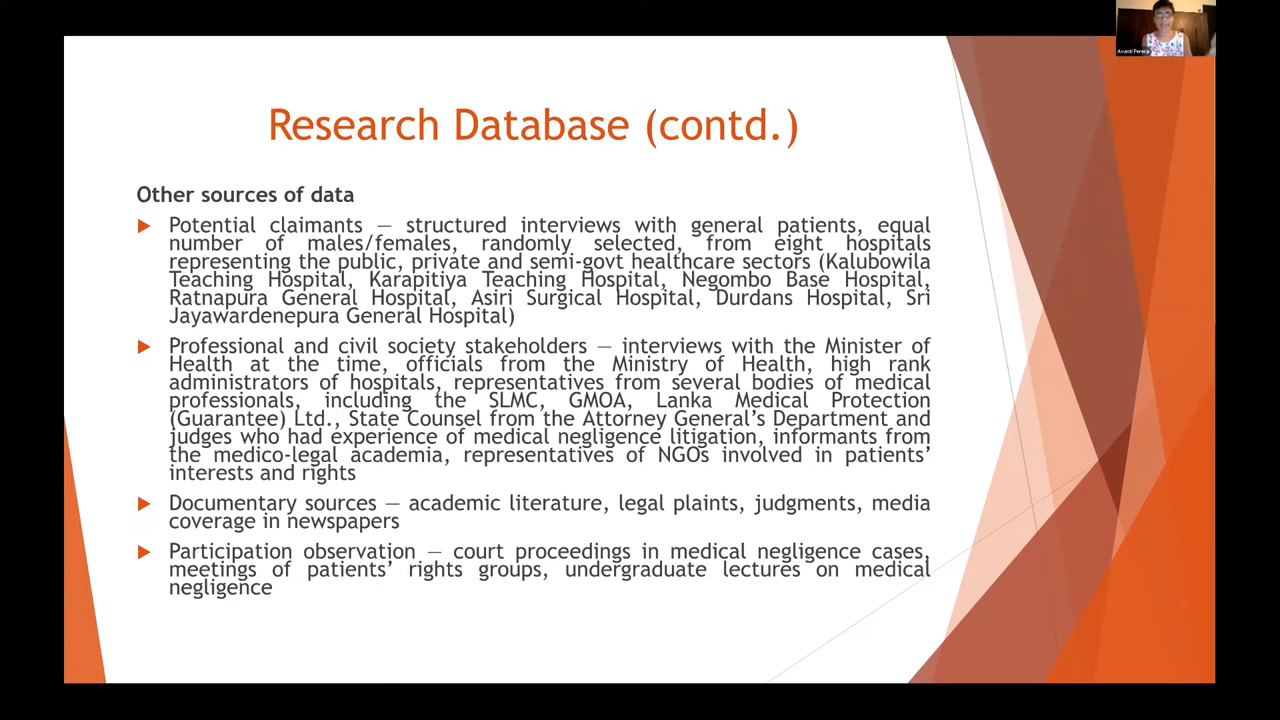 Avanti Perera
Research Database (contd.)
Other sources of data
Potential claimants — structured interviews with general patients, equal
number of males/females, randomly selected, from eight hospitals
representing the public, private and semi-govt healthcare sectors (Kalubowila
Teaching Hospital, Karapitiya Teaching Hospital, Negombo Base Hospital,
Ratnapura General Hospital, Asiri Surgical Hospital, Durdans Hospital, Sri
Jayawardenepura General Hospital)
Professional and civil society stakeholders — interviews with the Minister of
Health at the time, officials from the Ministry of Health, high rank
administrators of hospitals, representatives from several bodies of medical
professionals, including the SLMC, GMOA, Lanka Medical Protection
(Guarantee) Ltd., State Counsel from the Attorney General’s Department and
judges who had experience of medical negligence litigation, informants from
the medico-legal academia, representatives of NGOs involved in patients’
interests and rights
Documentary sources — academic literature, legal plaints, judgments, media
coverage in newspapers
Participation observation — court proceedings in medical negligence cases,
meetings of patients’ rights groups, undergraduate lectures on medical
negligence